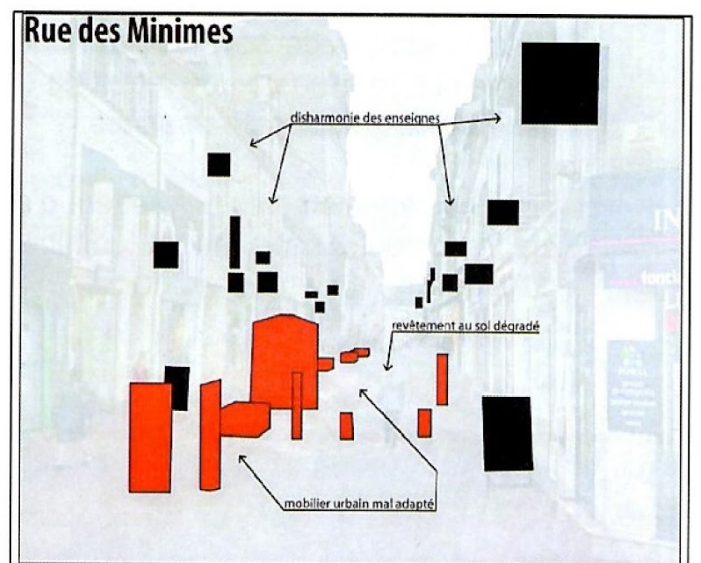 Rue des Minimes
disharmonie des enseignes
revêtement au sol dégradé
mobilier urbain mal adapté